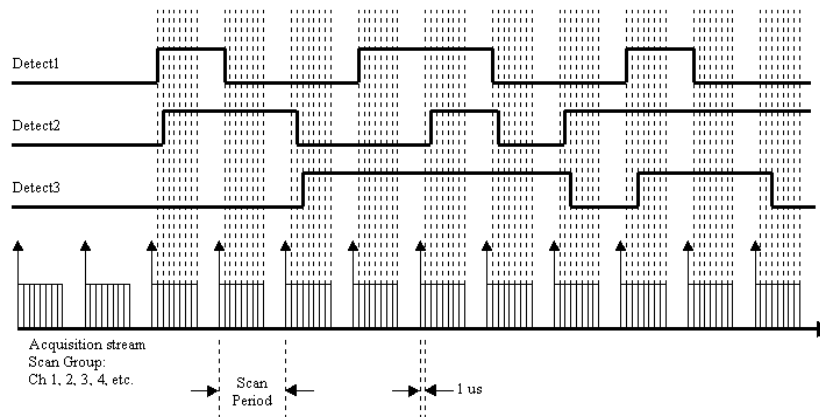 Detect1
Detect2
Detect3
Acquisition stream
Scan Group:
Ch 1, 2, 3, 4, etc.
Scan
Period
1 us